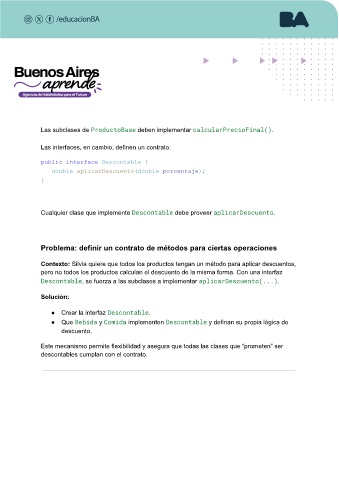 /educacionBA
BA
Buenos Aires
aprende
Agencia de Habilidades para el Futuro
Las subclases de ProductoBase deben implementar calcularPrecioFinal().
Las interfaces, en cambio, definen un contrato:
public interface Descontable {
double aplicarDescuento(double porcentaje);
}
Cualquier clase que implemente Descontable debe proveer aplicarDescuento.
Problema: definir un contrato de métodos para ciertas operaciones
Contexto: Silvia quiere que todos los productos tengan un método para aplicar descuentos,
pero no todos los productos calculan el descuento de la misma forma. Con una interfaz
Descontable, se fuerza a las subclases a implementar aplicarDescuento(...).
Solución:
● Crear la interfaz Descontable.
● Que Bebida y Comida implementen Descontable y definan su propia lógica de
descuento.
Este mecanismo permite flexibilidad y asegura que todas las clases que “prometen” ser
descontables cumplan con el contrato.